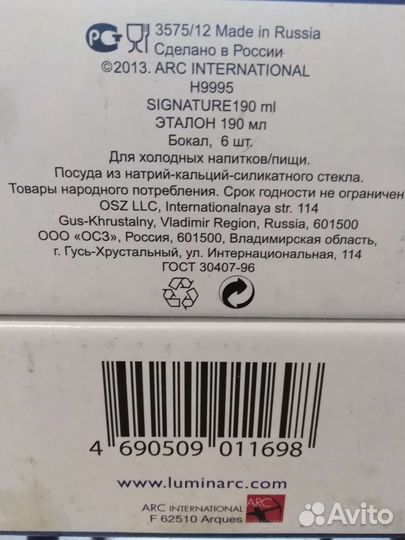 РСТ 3575/12 Made in Russia
Сделано в России
©2013. ARC INTERNATIONAL
H9995
SIGNATURE190 ml
ЭТАЛОН 190 мл
Бокал, 6 шт.
Для холодных напитков/пищи.
Посуда из натрий-кальций-силикатного стекла.
Товары народного потребления. Срок годности не ограничен
OSZ LLC, Internationalnaya str. 114
Gus-Khrustalny, Vladimir Region, Russia, 601500
ООО «ОСЗ», Россия, 601500, Владимирская область,
г. Гусь-Хрустальный, ул. Интернациональная, 114
ГОСТ 30407-96
4 690509 011698
www.luminarc.com
ARC INTERNATIONAL
F 62510 Arques
ARC
Avito